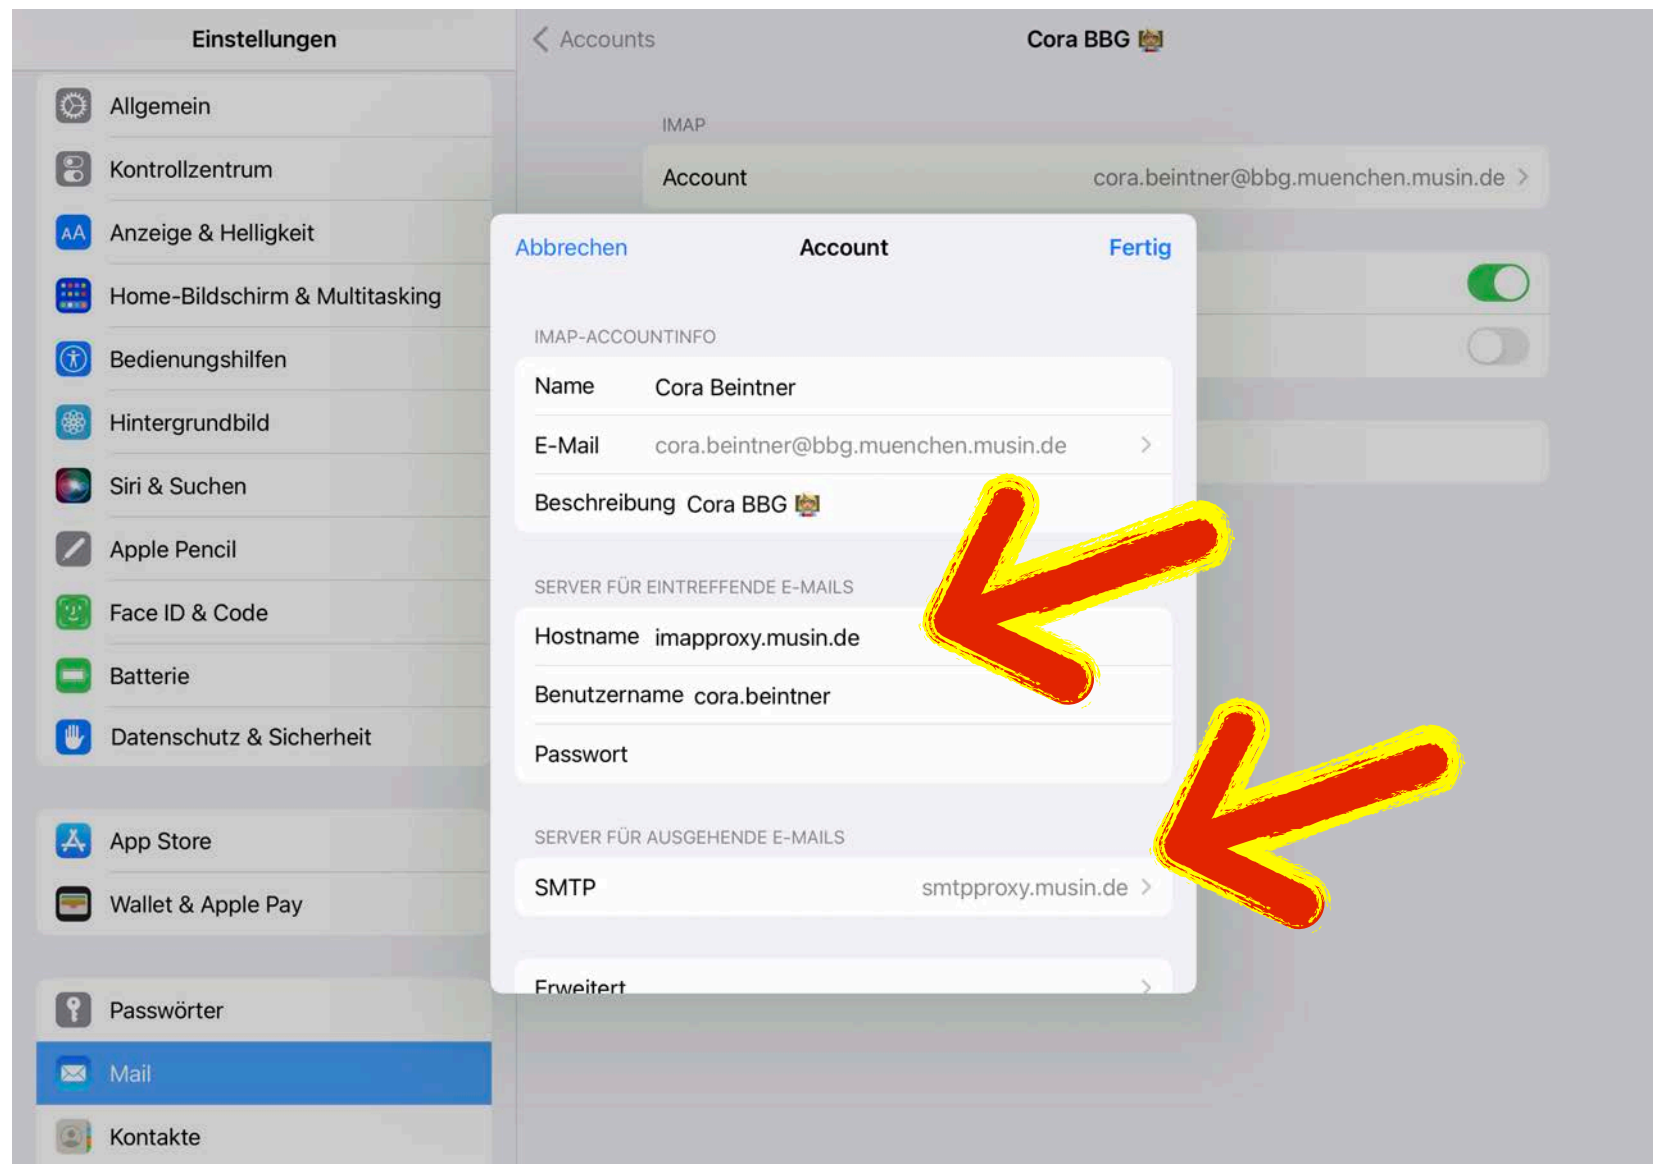 Einstellungen
Allgemein
Kontrollzentrum
AA Anzeige & Helligkeit
Home-Bildschirm & Multitasking
Bedienungshilfen
Hintergrundbild
Siri & Suchen
Apple Pencil
Face ID & Code
Batterie
Datenschutz & Sicherheit
App Store
Wallet & Apple Pay
Passwörter
Mail
Kontakte
Accounts
Cora BBG
IMAP
Account cora.beintner@bbg.muenchen.musin.de
Abbrechen Account Fertig
IMAP-ACCOUNTINFO
Name Cora Beintner
E-Mail cora.beintner@bbg.muenchen.musin.de
Beschreibung Cora BBG
SERVER FÜR EINTREFFENDE E-MAILS
Hostname imapproxy.musin.de
Benutzername cora.beintner
Passwort
SERVER FÜR AUSGEHENDE E-MAILS
SMTP smtpproxy.musin.de
Erweitert